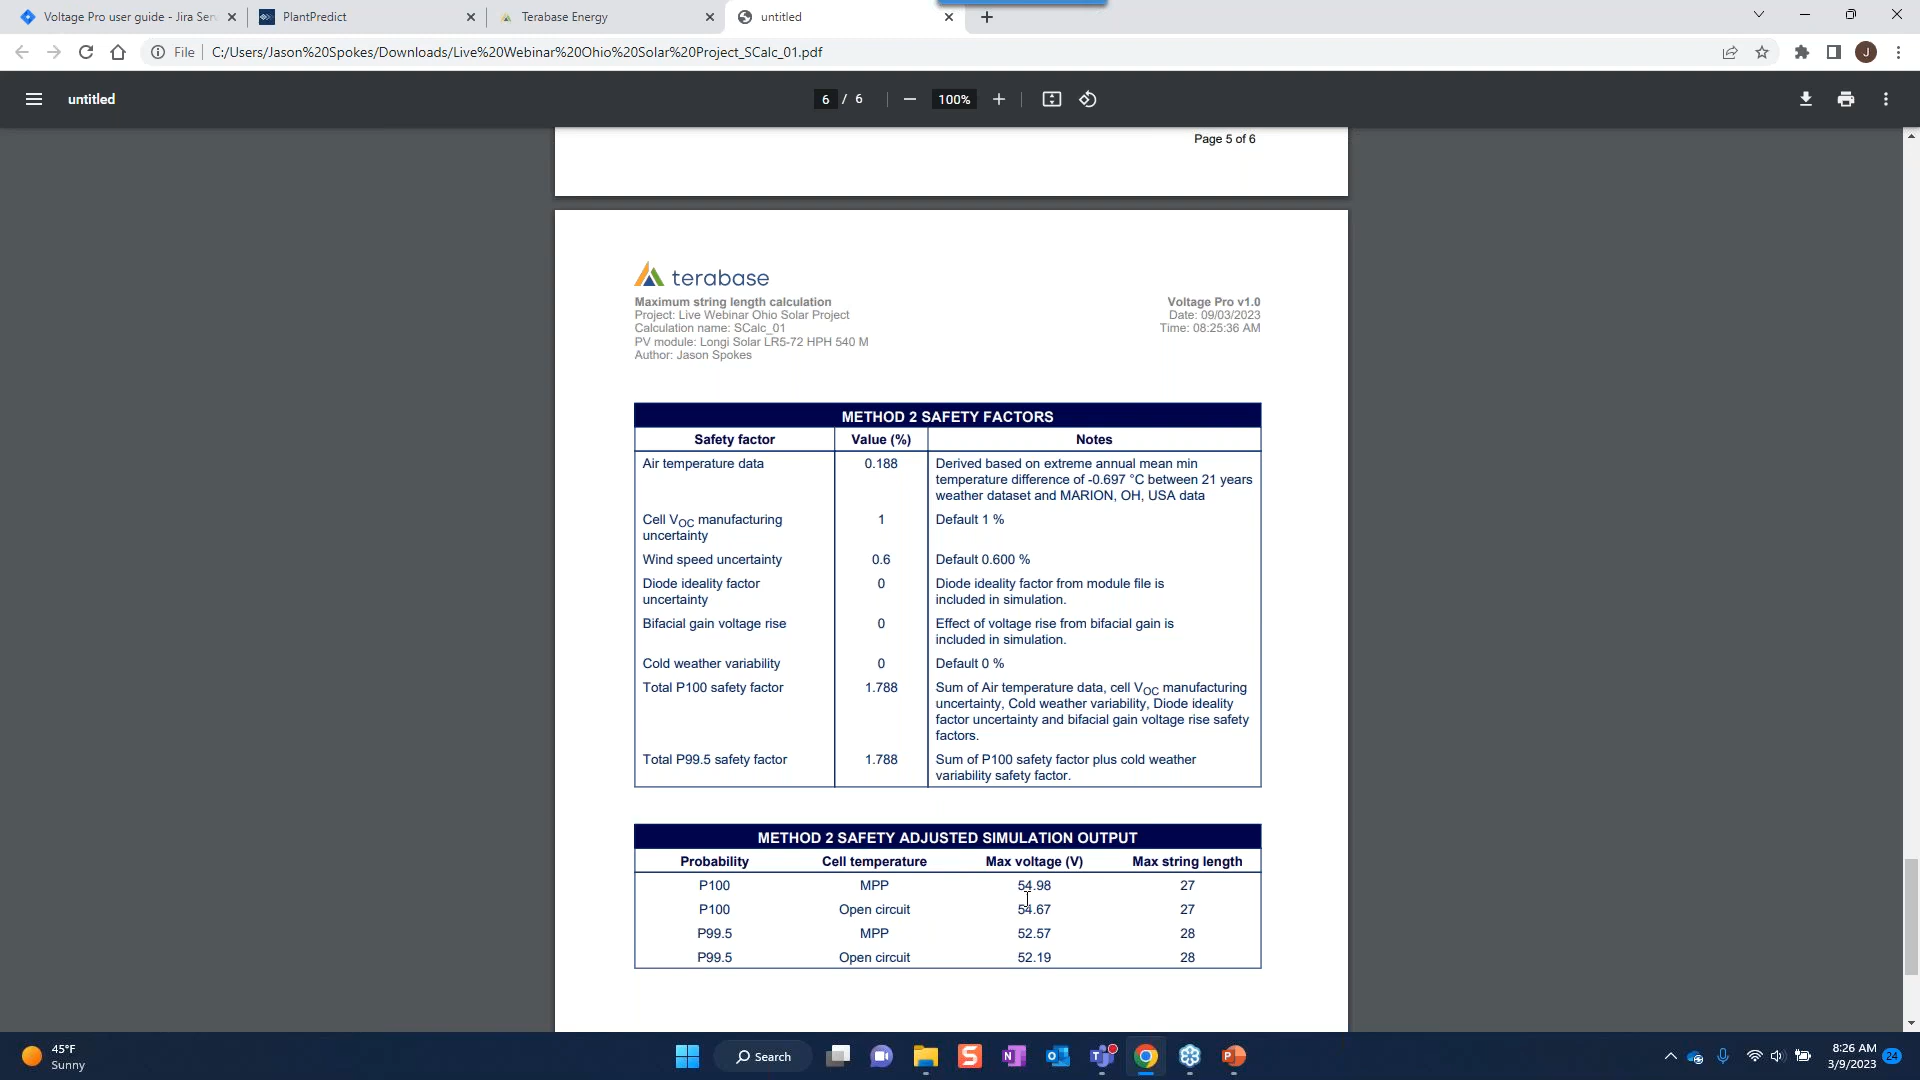 Voltage Pro user guide - Jira Ser
PlantPredict
Terabase Energy
untitled
File
C:/Users/Jason%20Spokes/Downloads/Live%20Webinar%20Ohio%20Solar%20Project_SCalc_01.pdf
J
untitled
6 / 6
100%
Page 5 of 6
terabase
Maximum string length calculation
Project: Live Webinar Ohio Solar Project
Calculation name: SCalc_01
PV module: Longi Solar LR5-72 HPH 540 M
Author: Jason Spokes
Voltage Pro v1.0
Date: 09/03/2023
Time: 08:25:36 AM
METHOD 2 SAFETY FACTORS
Safety factor Value (%) Notes
Air temperature data 0.188 Derived based on extreme annual mean min
temperature difference of -0.697 °C between 21 years
weather dataset and MARION, OH, USA data
Cell VOC manufacturing 1 Default 1 %
uncertainty
Wind speed uncertainty 0.6 Default 0.600 %
Diode ideality factor 0 Diode ideality factor from module file is
uncertainty included in simulation.
Bifacial gain voltage rise 0 Effect of voltage rise from bifacial gain is
included in simulation.
Cold weather variability 0 Default 0 %
Total P100 safety factor 1.788 Sum of Air temperature data, cell VOC manufacturing
uncertainty, Cold weather variability, Diode ideality
factor uncertainty and bifacial gain voltage rise safety
factors.
Total P99.5 safety factor 1.788 Sum of P100 safety factor plus cold weather
variability safety factor.
METHOD 2 SAFETY ADJUSTED SIMULATION OUTPUT
Probability Cell temperature Max voltage (V) Max string length
P100 MPP 54.98 27
P100 Open circuit 54.67 27
P99.5 MPP 52.57 28
P99.5 Open circuit 52.19 28
45°F
Sunny
Search
8:26 AM
3/9/2023
24